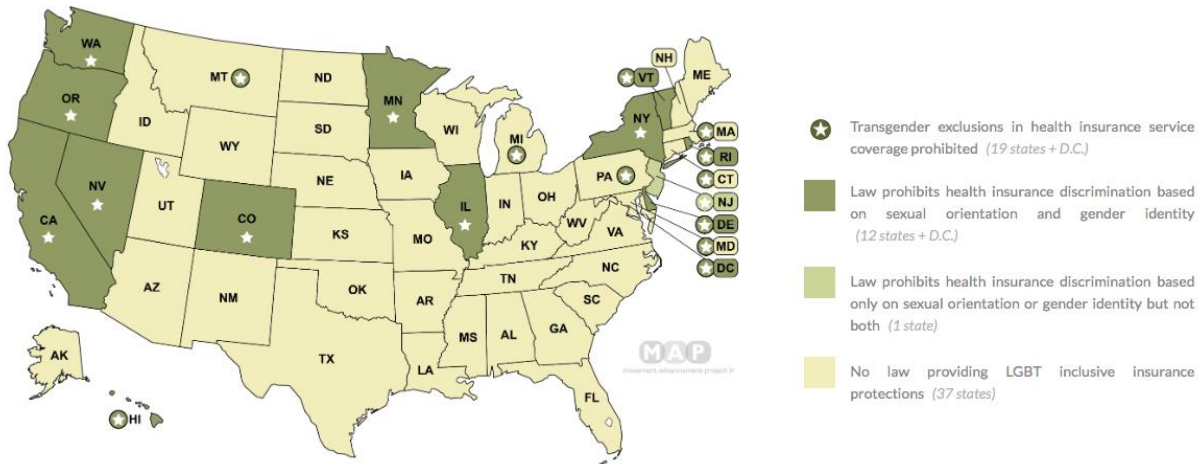 WA
MT
ND
MN
VT
NH
ME
OR
ID
SD
WI
MI
NY
MA
WY
RI
IA
PA
CT
NE
NJ
NV
IL
IN
OH
DE
UT
CO
WV
MD
CA
KS
MO
KY
VA
DC
TN
NC
AZ
NM
OK
AR
SC
MS
AL
GA
TX
LA
AK
FL
HI
MAP
movement advancement project
Transgender exclusions in health insurance service
coverage prohibited (19 states + D.C.)
Law prohibits health insurance discrimination based
on sexual orientation and gender identity
(12 states + D.C.)
Law prohibits health insurance discrimination based
only on sexual orientation or gender identity but not
both (1 state)
No law providing LGBT inclusive insurance
protections (37 states)